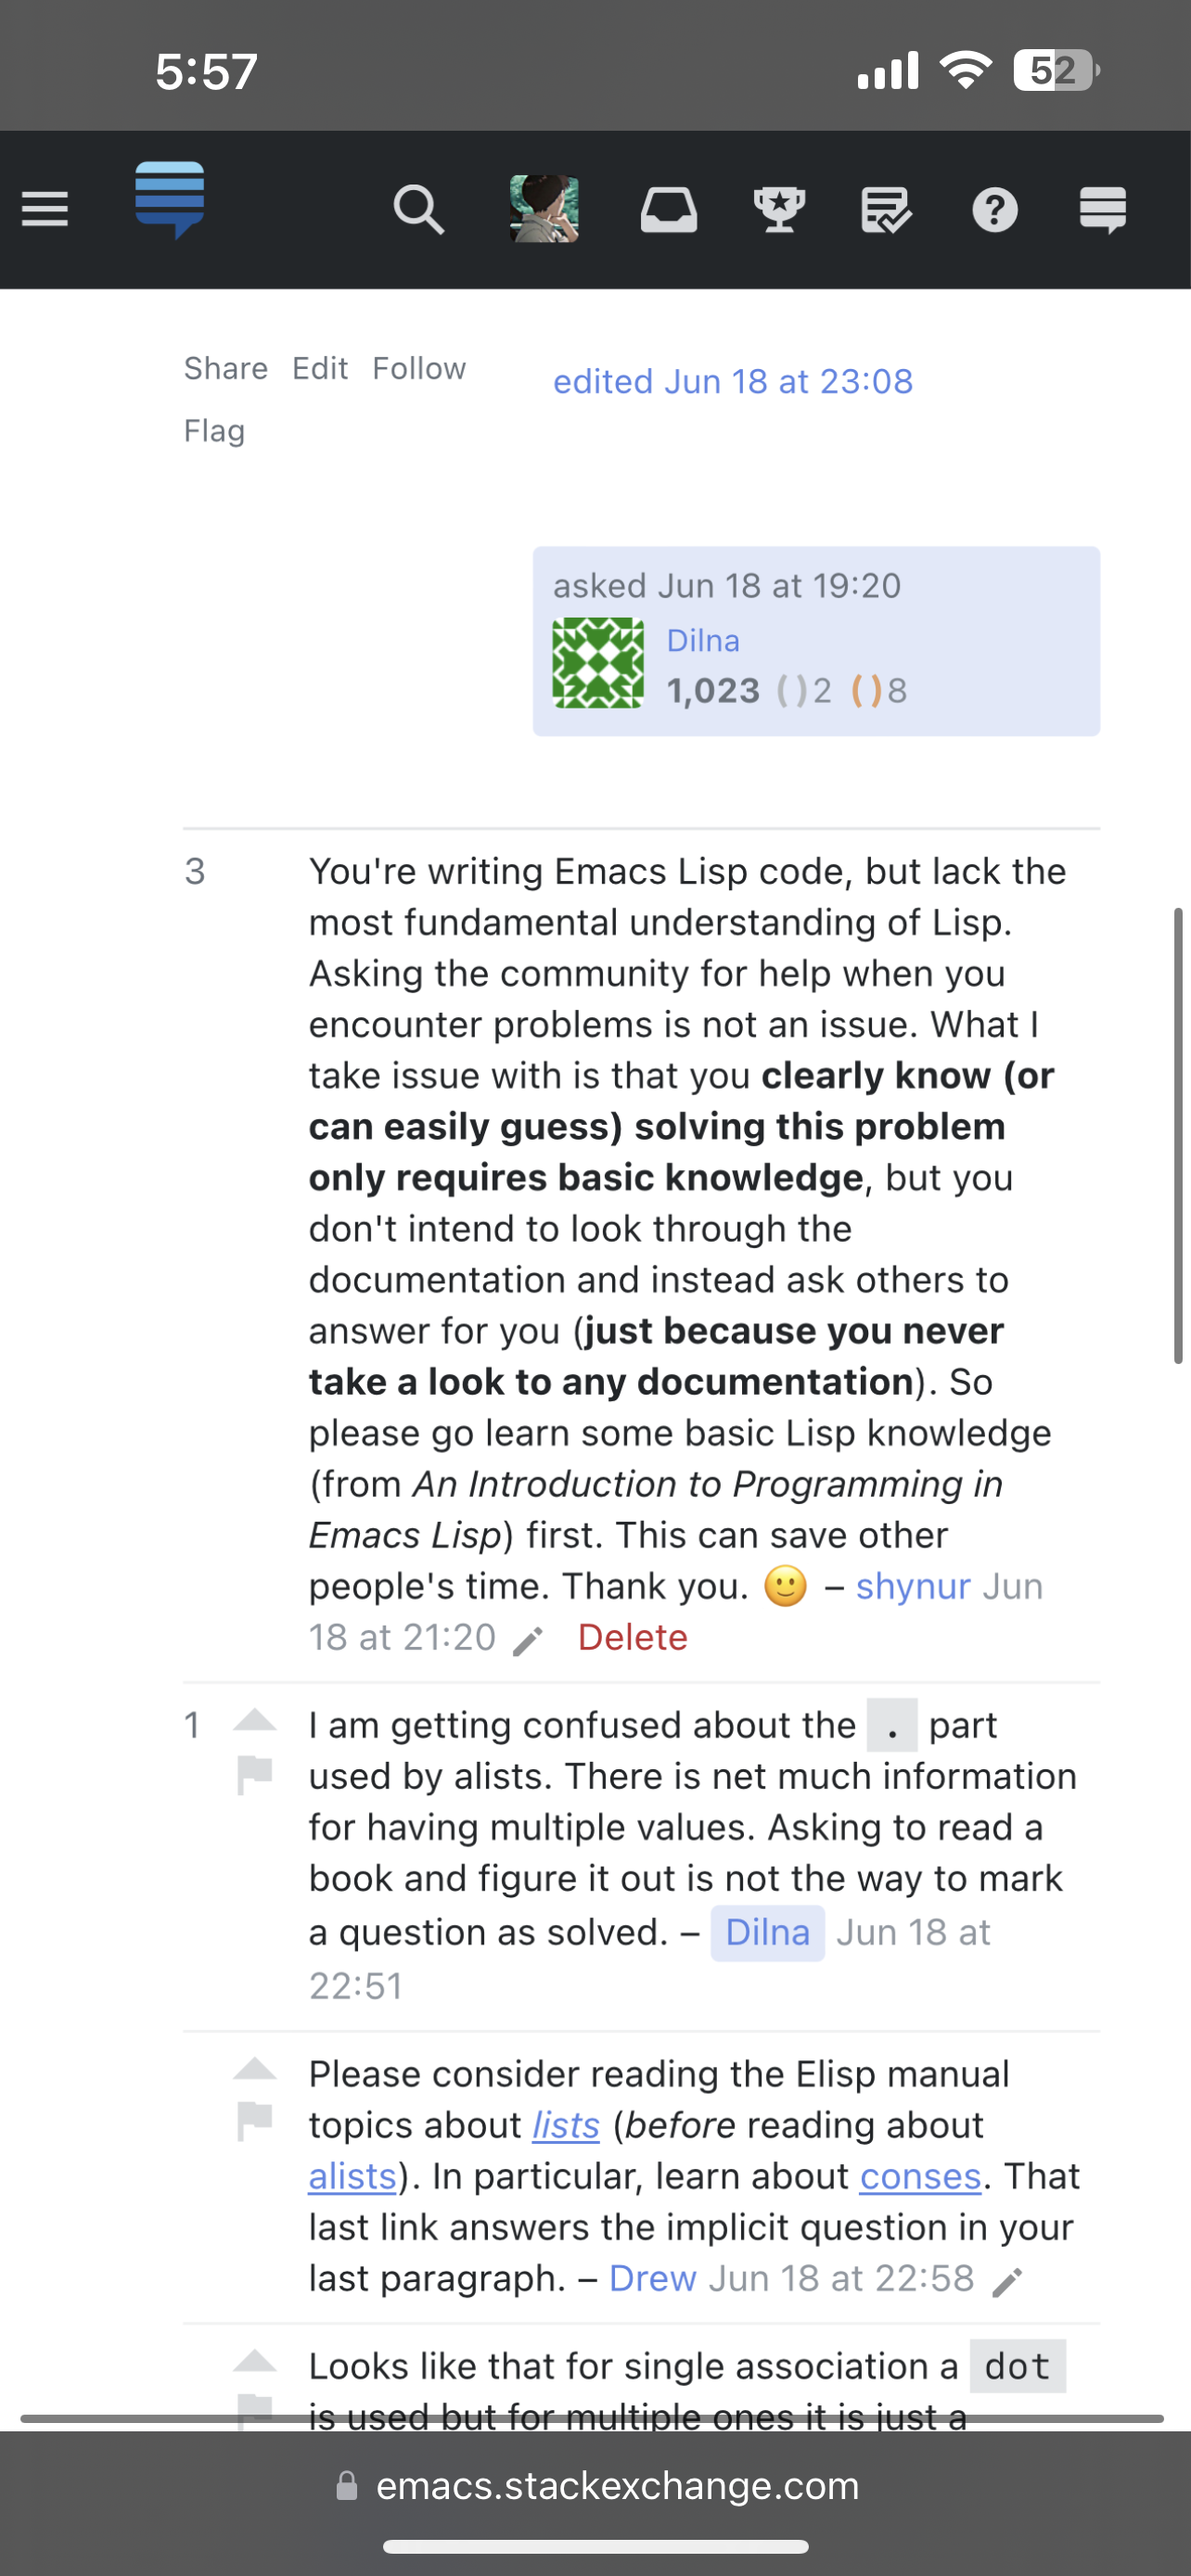 5:57
52
Share Edit Follow
Flag
edited Jun 18 at 23:08
asked Jun 18 at 19:20
Dilna
1,023 ()2 ()8
3
You're writing Emacs Lisp code, but lack the
most fundamental understanding of Lisp.
Asking the community for help when you
encounter problems is not an issue. What I
take issue with is that you clearly know (or
can easily guess) solving this problem
only requires basic knowledge, but you
don't intend to look through the
documentation and instead ask others to
answer for you (just because you never
take a look to any documentation). So
please go learn some basic Lisp knowledge
(from An Introduction to Programming in
Emacs Lisp) first. This can save other
people's time. Thank you. 🙂 – shynur Jun
18 at 21:20 Delete
1
I am getting confused about the . part
used by alists. There is net much information
for having multiple values. Asking to read a
book and figure it out is not the way to mark
a question as solved. – Dilna Jun 18 at
22:51
Please consider reading the Elisp manual
topics about lists (before reading about
alists). In particular, learn about conses. That
last link answers the implicit question in your
last paragraph. – Drew Jun 18 at 22:58
Looks like that for single association a dot
is used but for multiple ones it is just a
emacs.stackexchange.com